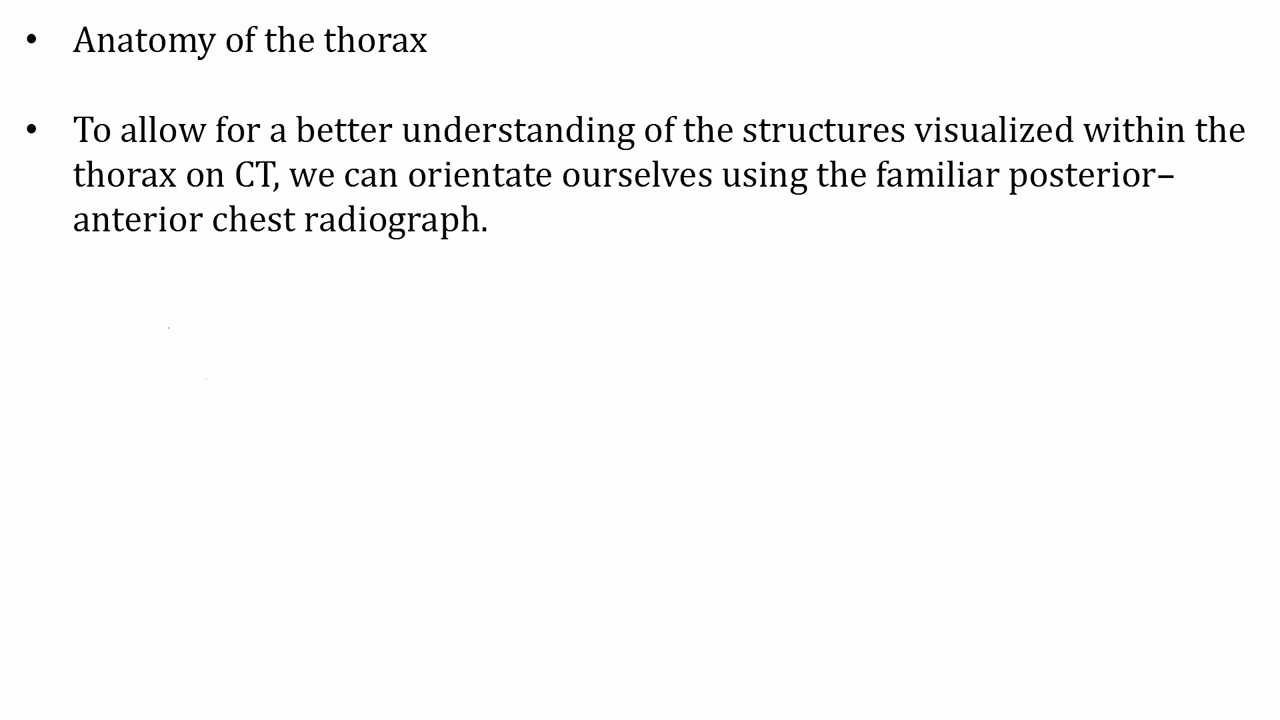 • Anatomy of the thorax
• To allow for a better understanding of the structures visualized within the
thorax on CT, we can orientate ourselves using the familiar posterior–
anterior chest radiograph.